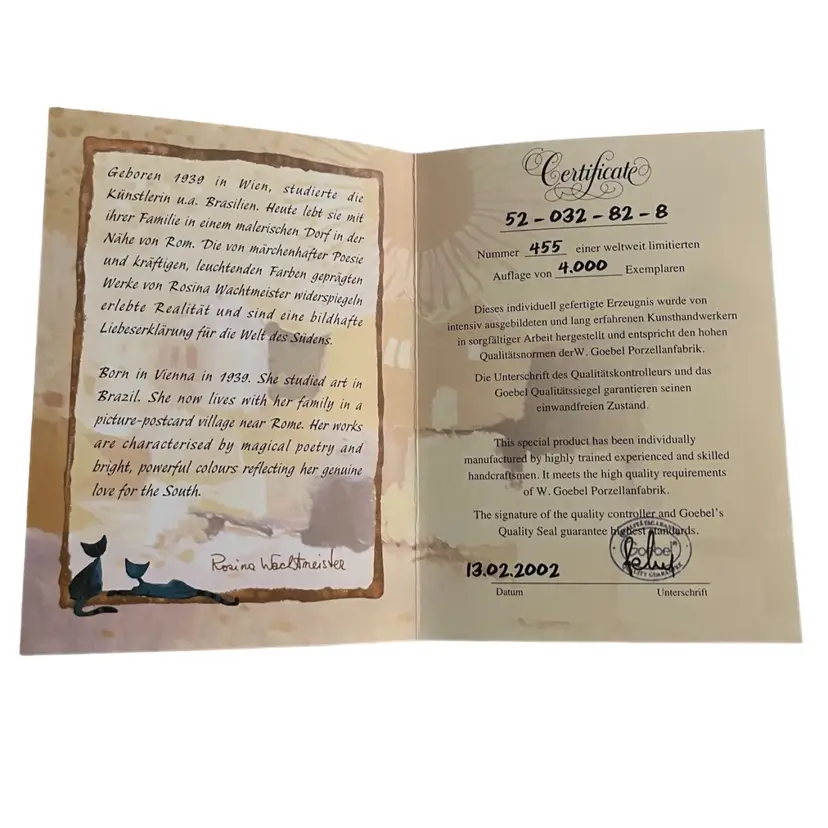 Geboren 1939 in Wien, studierte die
Künstlerin u.a. Brasilien. Heute lebt sie mit
ihrer Familie in einem malerischen Dorf in der
Nähe von Rom. Die von märchenhafter Poesie
und kräftigen, leuchtenden Farben geprägten
Werke von Rosina Wachtmeister widerspiegeln
erlebte Realität und sind eine bildhafte
Liebeserklärung für die Welt des Südens.
Born in Vienna in 1939. She studied art in
Brazil. She now lives with her family in a
picture-postcard village near Rome. Her works
are characterised by magical poetry and
bright, powerful colours reflecting her genuine
love for the South.
Rosina Wachtmeister
Certificate
52-032-82-8
Nummer 455 einer weltweit limitierten
Auflage von 4.000 Exemplaren
Dieses individuell gefertigte Erzeugnis wurde von
intensiv ausgebildeten und lang erfahrenen Kunsthandwerkern
in sorgfältiger Arbeit hergestellt und entspricht den hohen
Qualitätsnormen derW. Goebel Porzellanfabrik.
Die Unterschrift des Qualitätskontrolleurs und das
Goebel Qualitätssiegel garantieren seinen
einwandfreien Zustand.
This special product has been individually
manufactured by highly trained experienced and skilled
handcraftsmen. It meets the high quality requirements
of W. Goebel Porzellanfabrik.
The signature of the quality controller and Goebel's
Quality Seal guarantee highest standards.
Goebel
13.02.2002
Datum Unterschrift